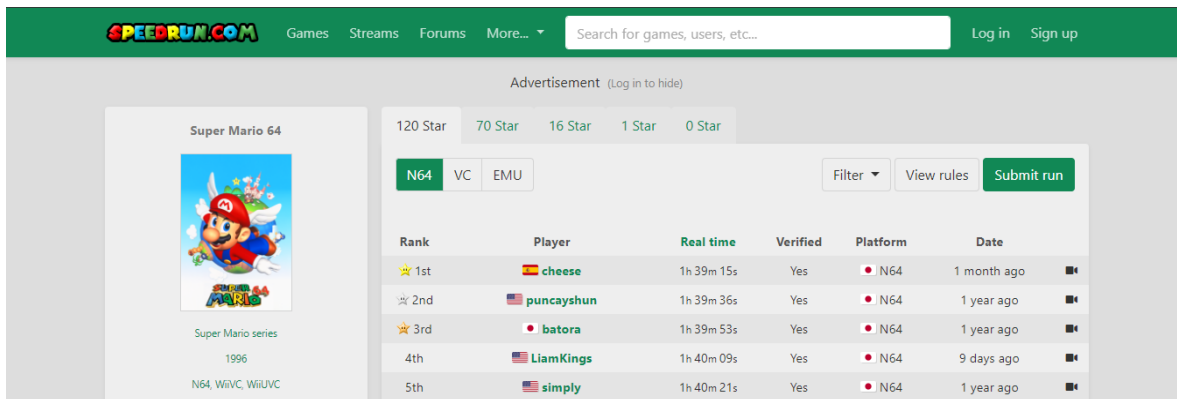 SPEEDRUN.COM Games Streams Forums More... Search for games, users, etc... Log in Sign up
Advertisement (Log in to hide)
Super Mario 64
SUPER MARIO 64
Super Mario series
1996
N64, WiiVC, WiiUVC
120 Star 70 Star 16 Star 1 Star 0 Star
N64 VC EMU Filter View rules Submit run
Rank Player Real time Verified Platform Date
1st cheese 1h 39m 15s Yes N64 1 month ago
2nd puncayshun 1h 39m 36s Yes N64 1 year ago
3rd batora 1h 39m 53s Yes N64 1 year ago
4th LiamKings 1h 40m 09s Yes N64 9 days ago
5th simply 1h 40m 21s Yes N64 1 year ago